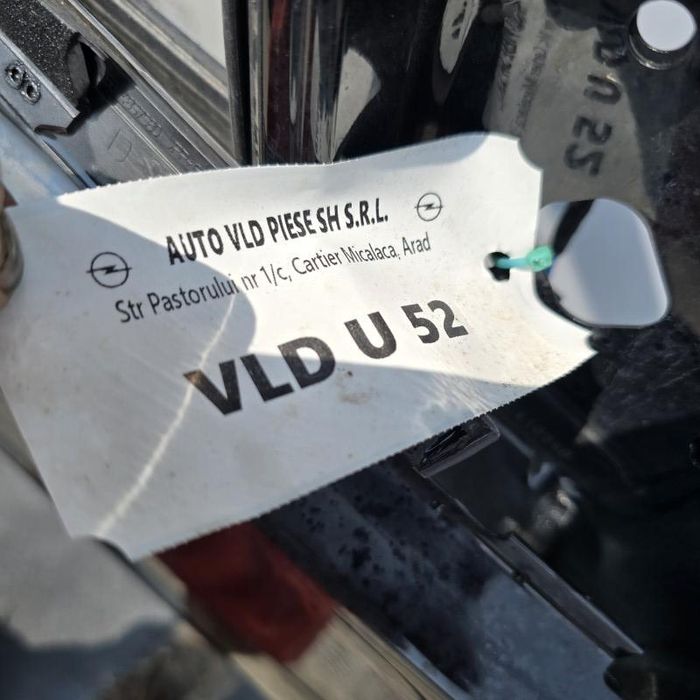 AUTO VLD PIESE SH S.R.L.
Str Pastorului nr 1/c, Cartier Micalaca, Arad
VLD U 52